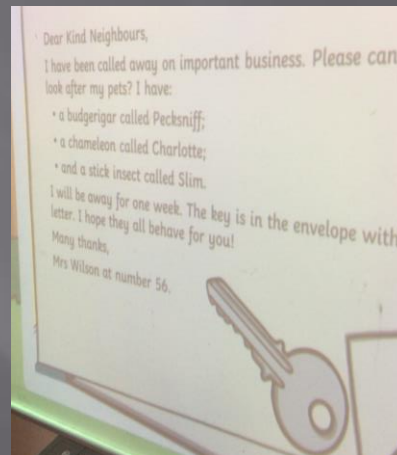 Dear Kind Neighbours,
I have been called away on important business. Please can
look after my pets? I have:
• a budgerigar called Pecksniff;
• a chameleon called Charlotte;
• and a stick insect called Slim.
I will be away for one week. The key is in the envelope with
letter. I hope they all behave for you!
Many thanks,
Mrs Wilson at number 56.